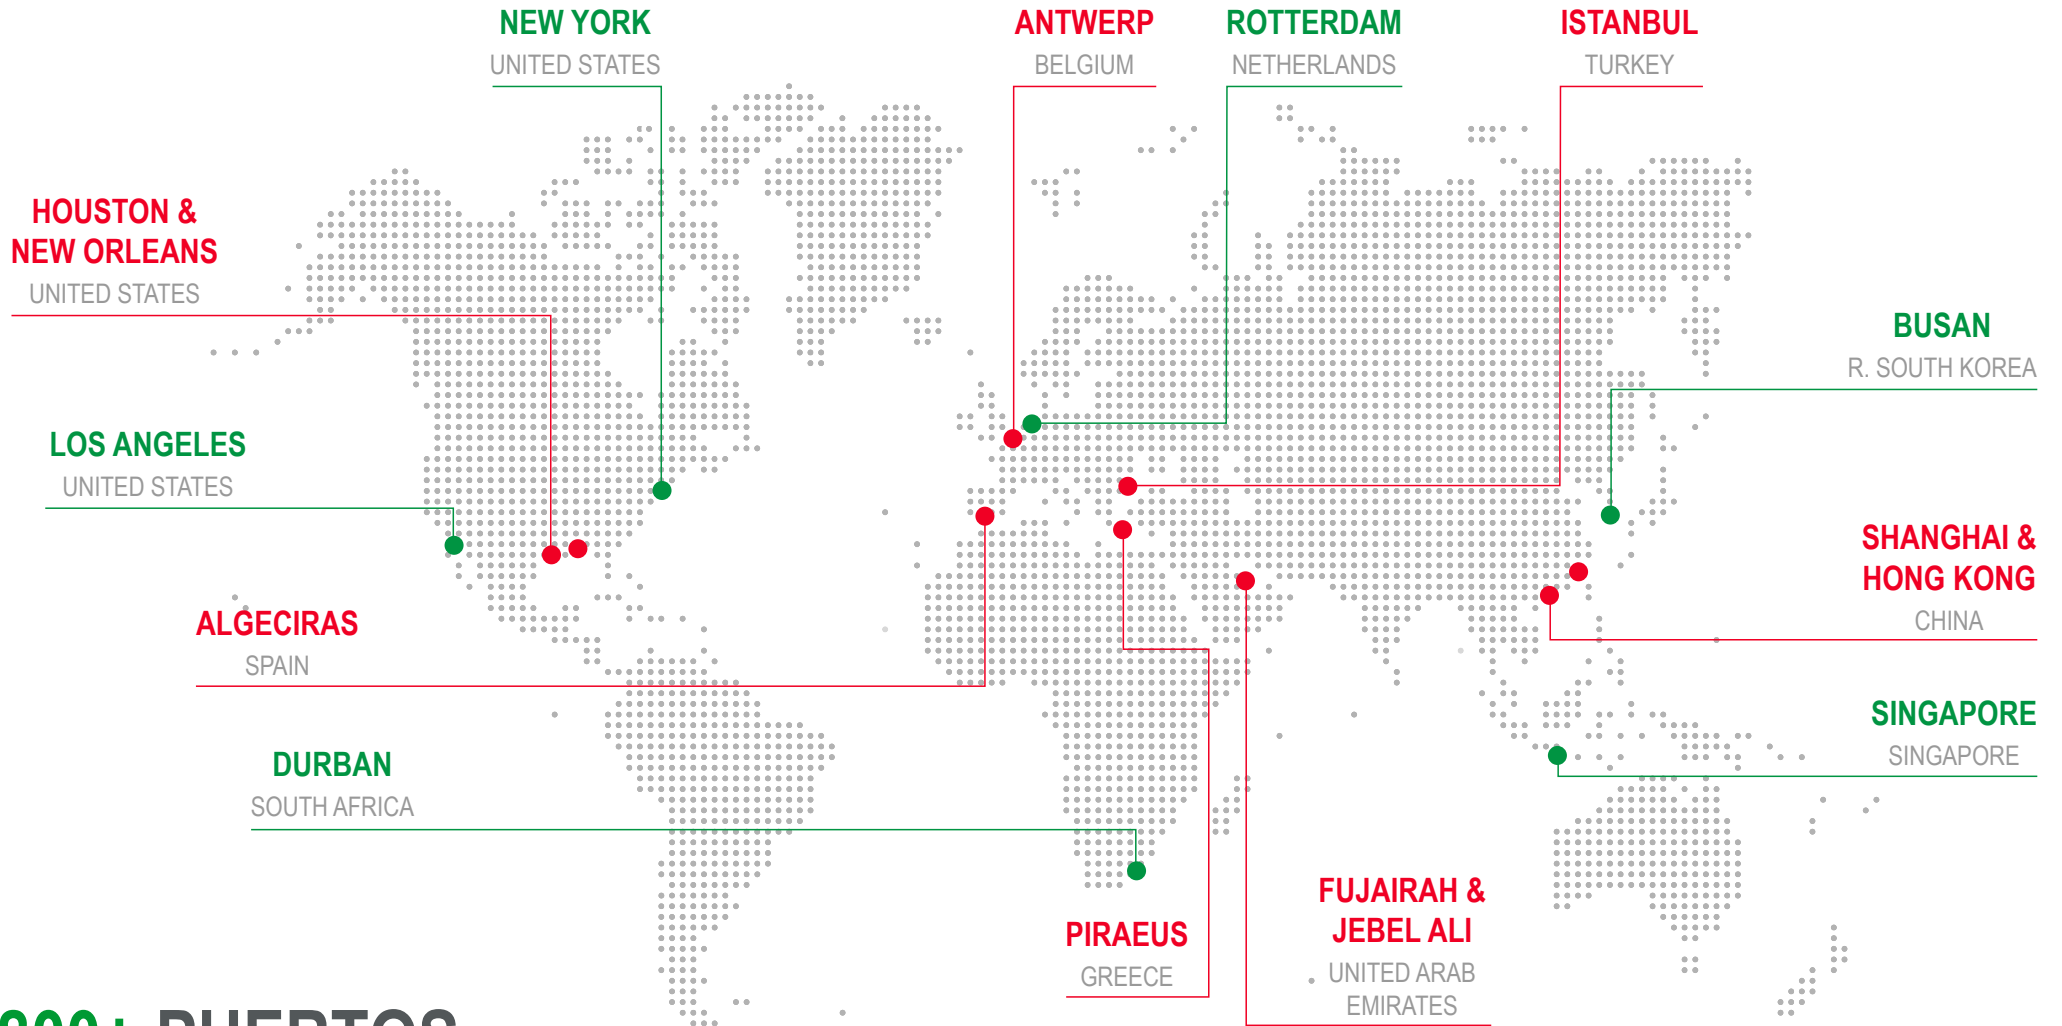 NEW YORK
UNITED STATES
ANTWERP
BELGIUM
ROTTERDAM
NETHERLANDS
ISTANBUL
TURKEY
HOUSTON &
NEW ORLEANS
UNITED STATES
BUSAN
R. SOUTH KOREA
LOS ANGELES
UNITED STATES
SHANGHAI &
HONG KONG
CHINA
ALGECIRAS
SPAIN
SINGAPORE
SINGAPORE
DURBAN
SOUTH AFRICA
PIRAEUS
GREECE
FUJAIRAH &
JEBEL ALI
UNITED ARAB
EMIRATES
PUERTOS